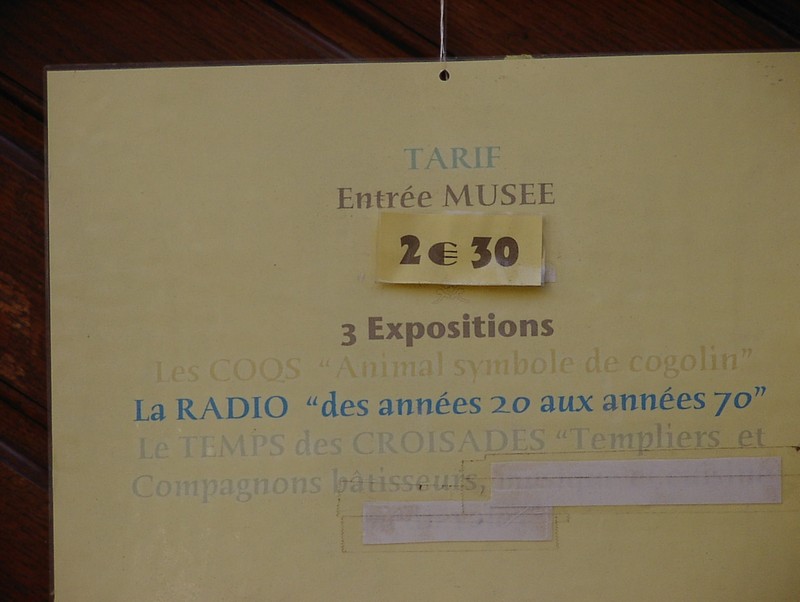 TARIF
Entrée MUSEE
2€30
3 Expositions
Les COQS "Animal symbole de cogolin"
La RADIO "des années 20 aux années 70"
Le TEMPS des CROISADES "Templiers et
Compagnons bâtisseurs,